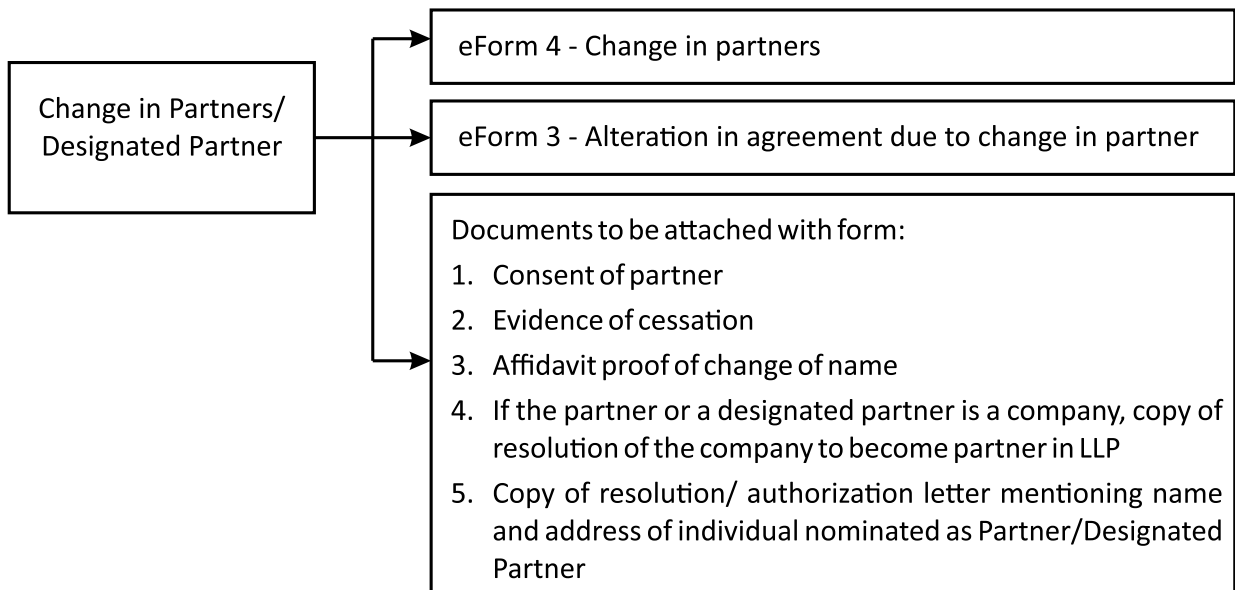 Change in Partners/
Designated Partner
eForm 4 - Change in partners
eForm 3 - Alteration in agreement due to change in partner
Documents to be attached with form:
1. Consent of partner
2. Evidence of cessation
3. Affidavit proof of change of name
4. If the partner or a designated partner is a company, copy of
resolution of the company to become partner in LLP
5. Copy of resolution/ authorization letter mentioning name
and address of individual nominated as Partner/Designated
Partner